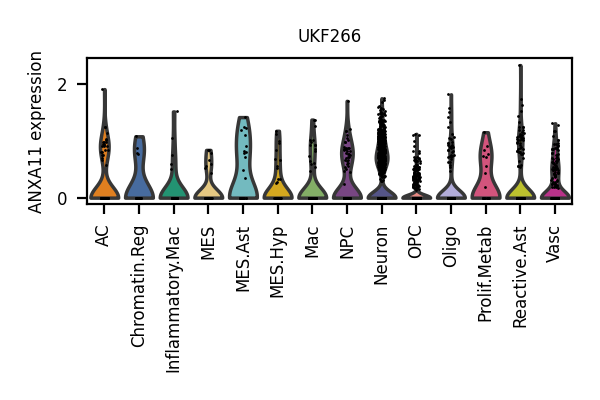 UKF266
ANXA11 expression
2
0
AC
Chromatin.Reg
Inflammatory.Mac
MES
MES.Ast
MES.Hyp
Mac
NPC
Neuron
OPC
Oligo
Prolif.Metab
Reactive.Ast
Vasc